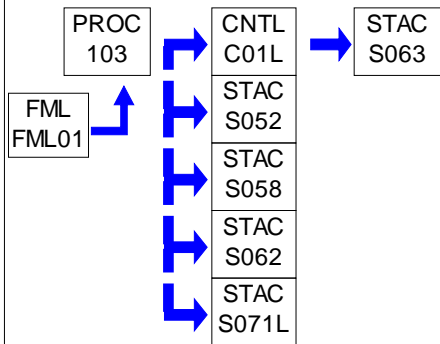 PROC
103
FML
FML01
CNTL
C01L
STAC
S063
STAC
S052
STAC
S058
STAC
S062
STAC
S071L